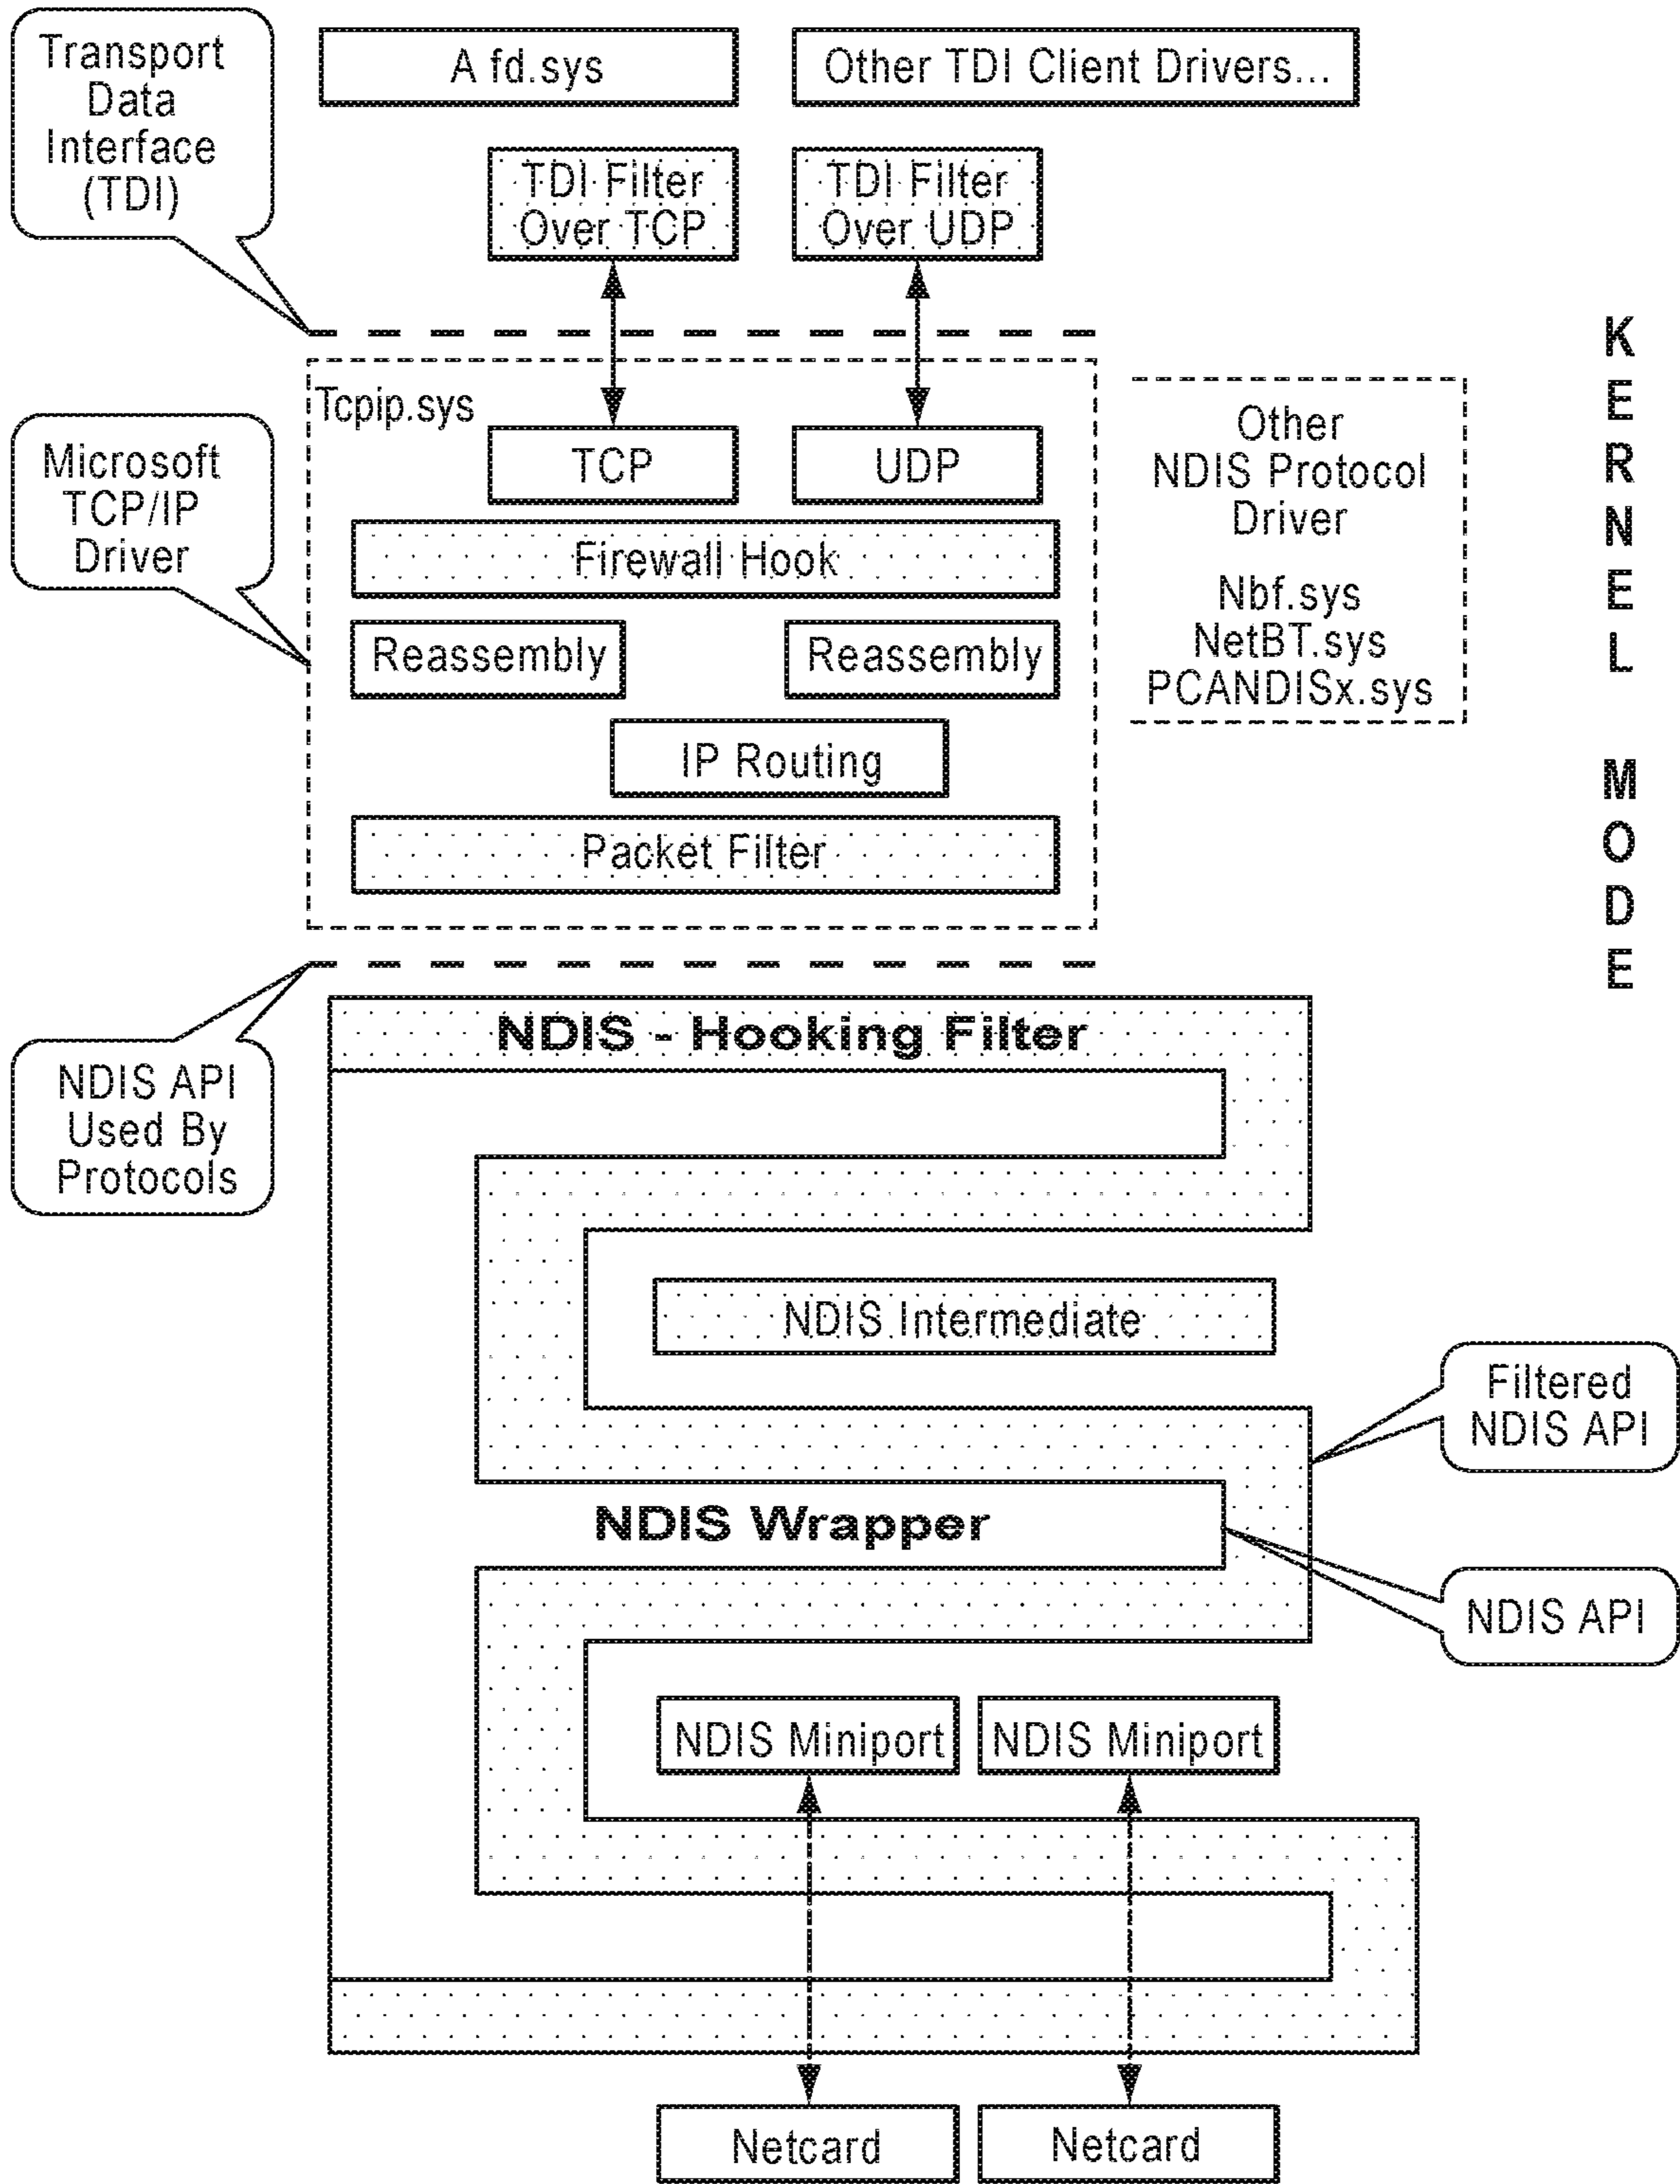 Transport
Data
Interface
(TDI)
A fd.sys
Other TDI Client Drivers...
TDI Filter
Over TCP
TDI Filter
Over UDP
Tcpip.sys
TCP
UDP
Microsoft
TCP/IP
Driver
Firewall Hook
Reassembly
Reassembly
IP Routing
Packet Filter
Other
NDIS Protocol
Driver
Nbf.sys
NetBT.sys
PCANDISx.sys
KERNEL MODE
NDIS API
Used By
Protocols
NDIS - Hooking Filter
NDIS Intermediate
Filtered
NDIS API
NDIS Wrapper
NDIS API
NDIS Miniport
NDIS Miniport
Netcard
Netcard